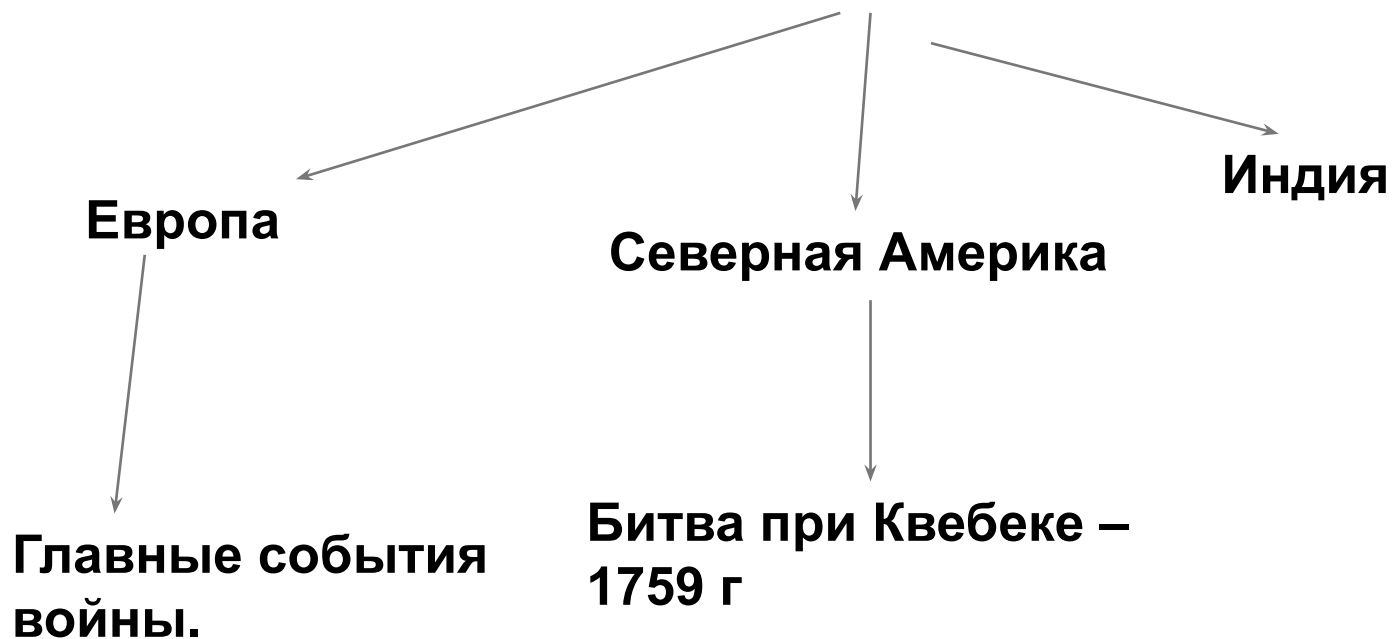 Индия
Европа
Северная Америка
Битва при Квебеке –
1759 г
Главные события
войны.